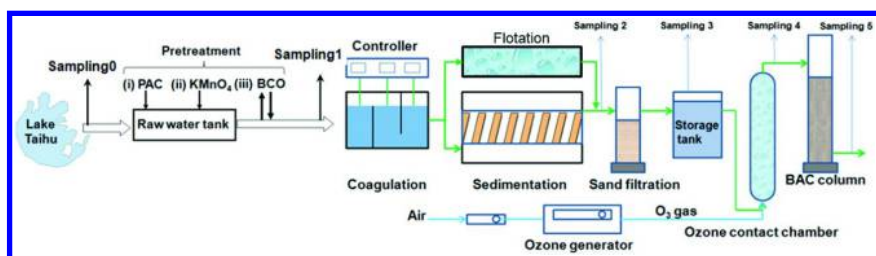 Sampling0
Pretreatment
(i) PAC (ii) KMnO₄ (iii) BCO
Sampling1
Lake
Taihu
Raw water tank
Controller
Coagulation
Flotation
Sedimentation
Sampling 2
Sand filtration
Sampling 3
Storage
tank
Sampling 4
Sampling 5
BAC column
Air
Ozone generator
O₃ gas
Ozone contact chamber